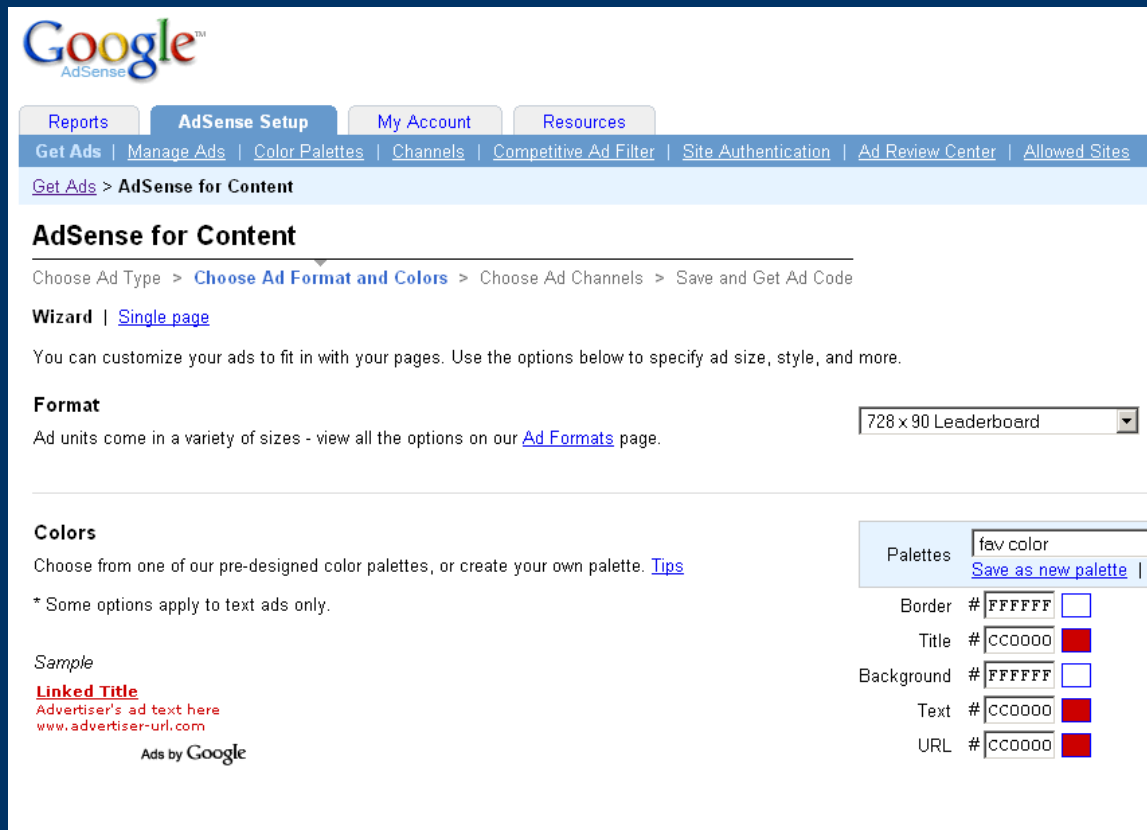 Google™
AdSense
Reports AdSense Setup My Account Resources
Get Ads | Manage Ads | Color Palettes | Channels | Competitive Ad Filter | Site Authentication | Ad Review Center | Allowed Sites
Get Ads > AdSense for Content
AdSense for Content
Choose Ad Type > Choose Ad Format and Colors > Choose Ad Channels > Save and Get Ad Code
Wizard | Single page
You can customize your ads to fit in with your pages. Use the options below to specify ad size, style, and more.
Format
728 x 90 Leaderboard
Ad units come in a variety of sizes - view all the options on our Ad Formats page.
Colors
Choose from one of our pre-designed color palettes, or create your own palette. Tips
* Some options apply to text ads only.
Sample
Linked Title
Advertiser's ad text here
www.advertiser-url.com
Ads by Google
Palettes fav color
Save as new palette |
Border # FFFFFF
Title # CC0000
Background # FFFFFF
Text # CC0000
URL # CC0000